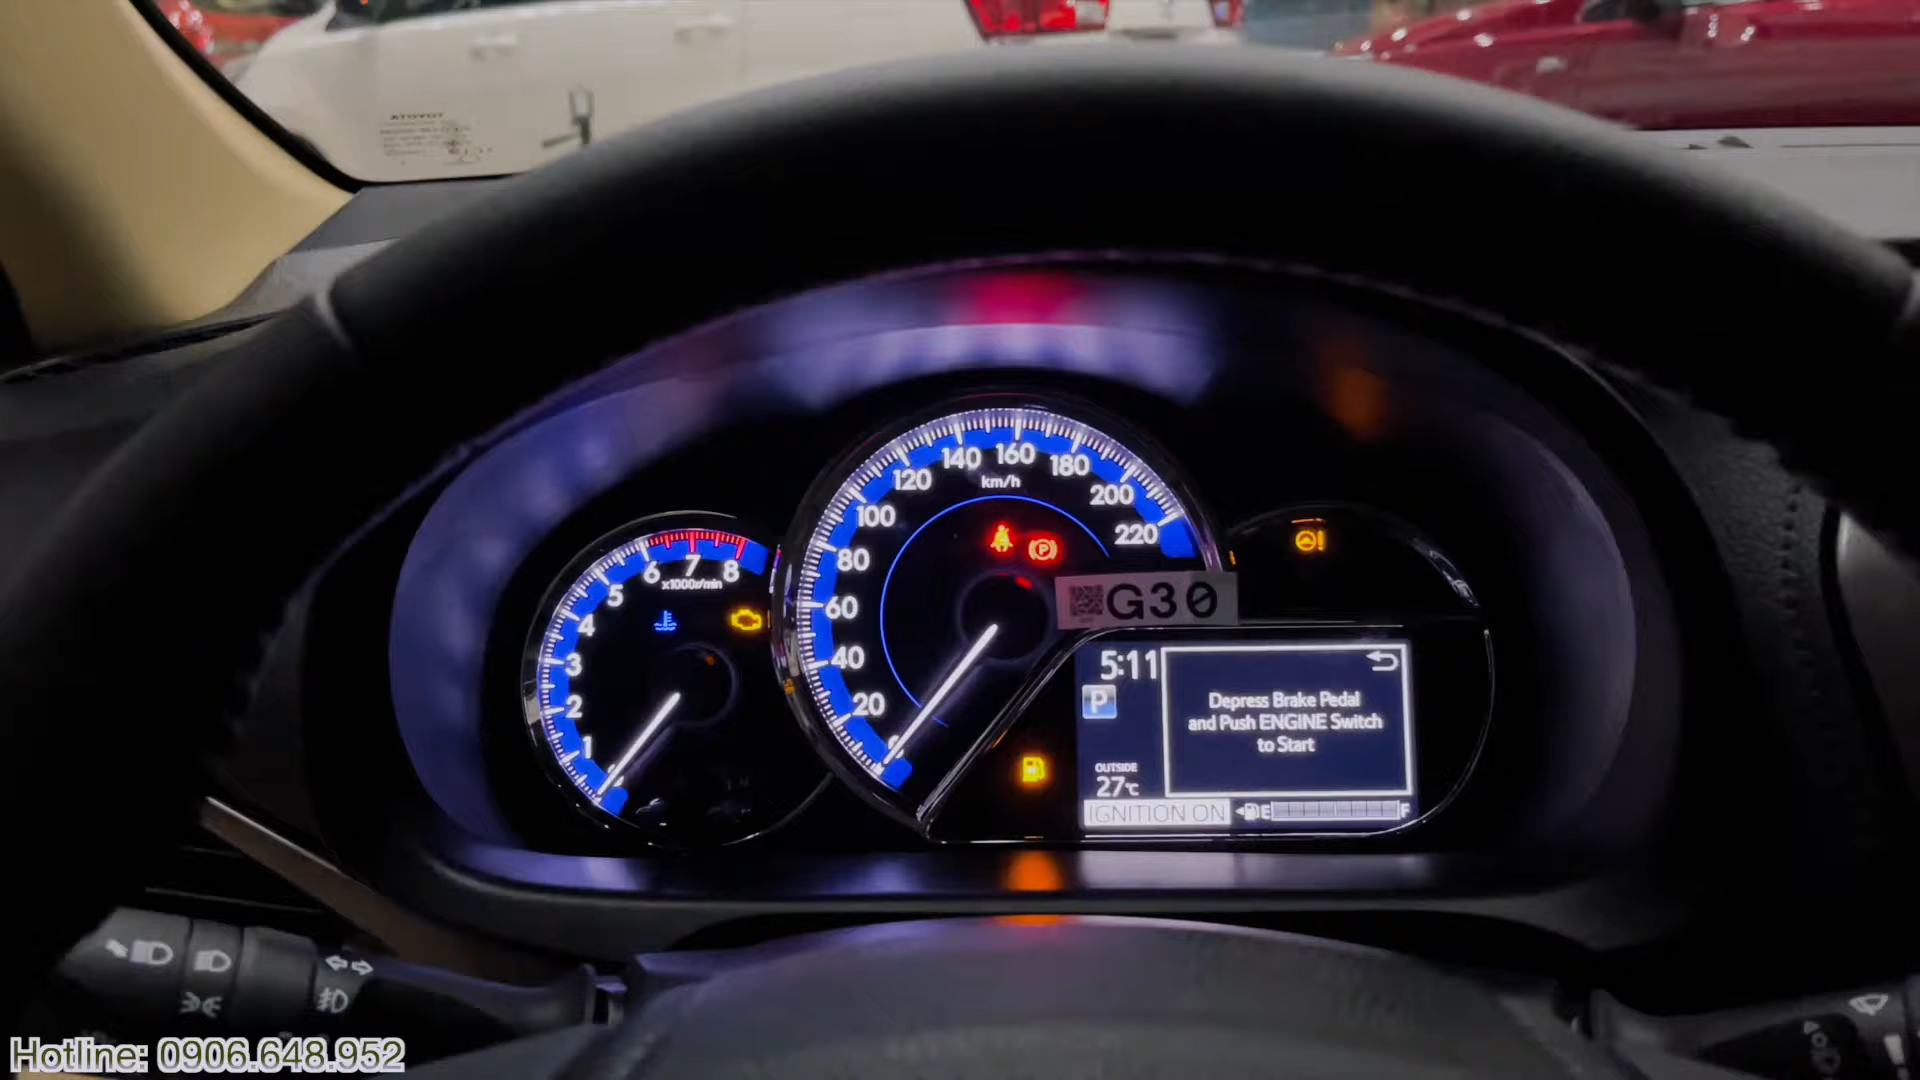 120 140 160 180
km/h
100 200
80 220
60
40
20
0
5 6 7 8
x1000r/min
4
3
2
1
G30
5:11
P
Depress Brake Pedal
and Push ENGINE Switch
to Start
OUTSIDE
27℃
IGNITION ON E F
Hotline: 0906.648.952